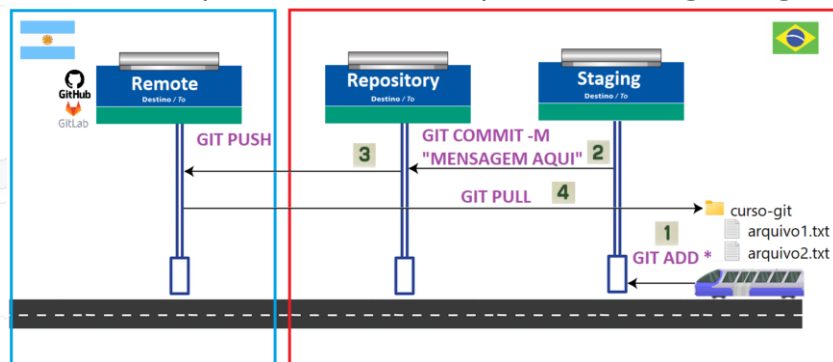 Remote
Destino / To
Repository
Destino / To
Staging
Destino / To
GitHub
GitLab
GIT PUSH
3
GIT COMMIT -M
"MENSAGEM AQUI"
2
GIT PULL
4
curso-git
arquivo1.txt
arquivo2.txt
1
GIT ADD *